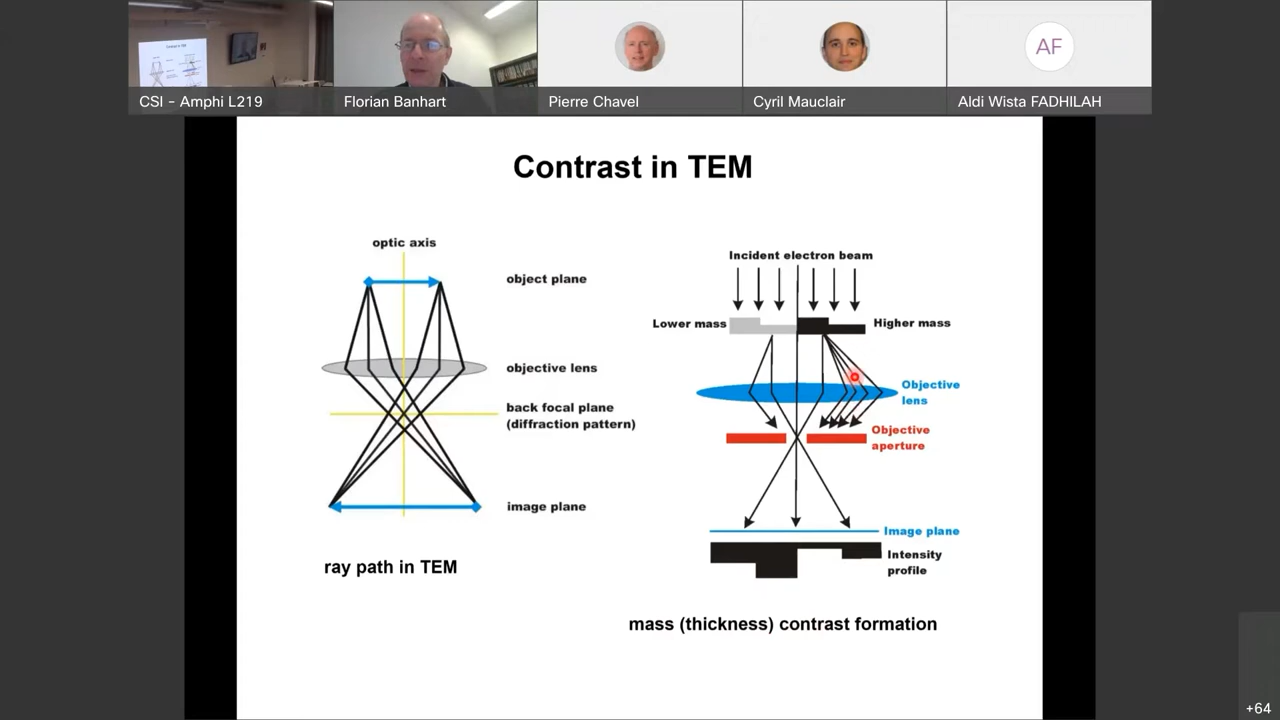 CSI - Amphi L219
Florian Banhart
Pierre Chavel
Cyril Mauclair
AF
Aldi Wista FADHILAH
Contrast in TEM
optic axis
object plane
objective lens
back focal plane
(diffraction pattern)
image plane
ray path in TEM
Incident electron beam
Lower mass
Higher mass
Objective
lens
Objective
aperture
Image plane
Intensity
profile
mass (thickness) contrast formation
+64